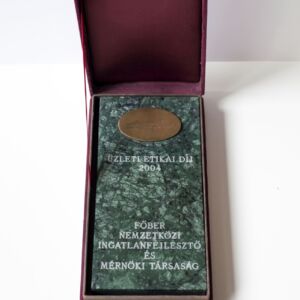 ÜZLETI ETIKAI DÍJ
2004
FŐBER
NEMZETKÖZI
INGATLANFEJLESZTŐ
ÉS
MÉRNÖKI TÁRSASÁG